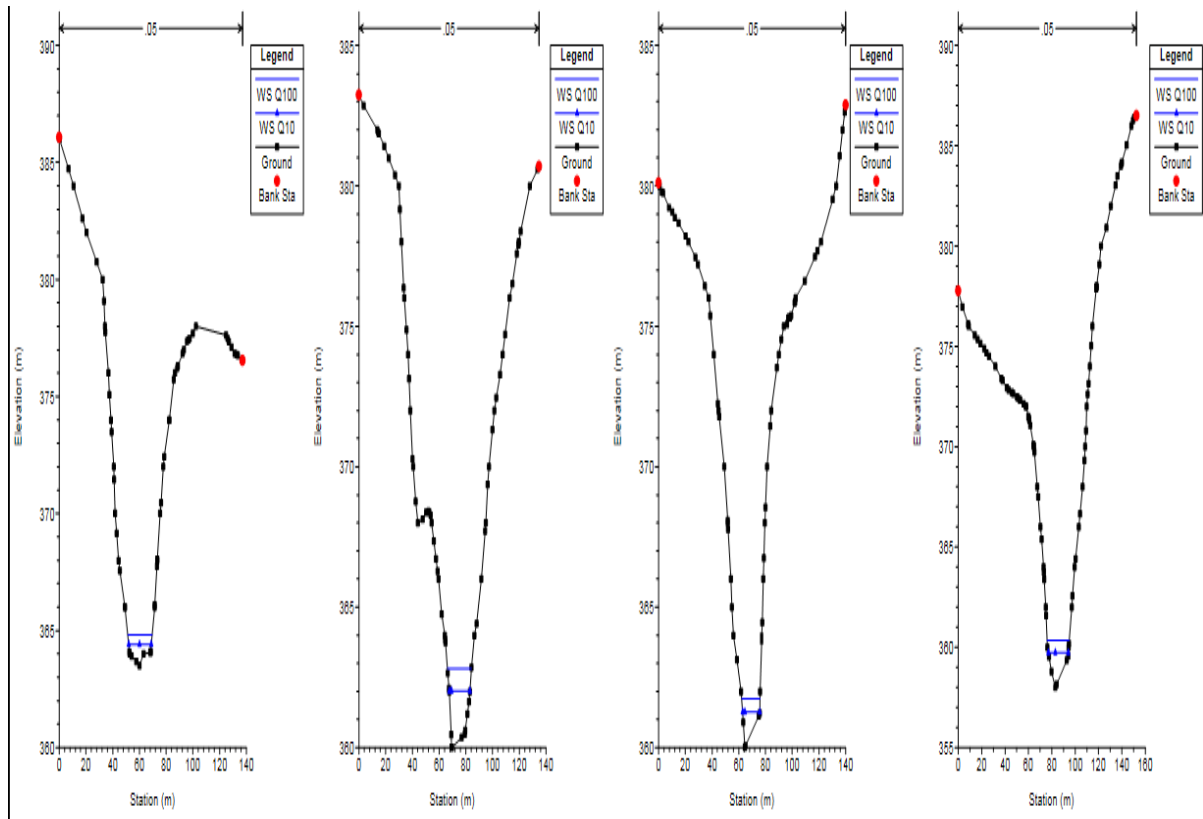 .05
390
385
380
375
370
365
360
Elevation (m)
0 20 40 60 80 100 120 140
Station (m)
Legend
WS Q100
WS Q10
Ground
Bank Sta
.05
385
380
375
370
365
360
Elevation (m)
0 20 40 60 80 100 120 140
Station (m)
Legend
WS Q100
WS Q10
Ground
Bank Sta
.05
385
380
375
370
365
360
Elevation (m)
0 20 40 60 80 100 120 140
Station (m)
Legend
WS Q100
WS Q10
Ground
Bank Sta
.05
390
385
380
375
370
365
360
355
Elevation (m)
0 20 40 60 80 100 120 140 160
Station (m)
Legend
WS Q100
WS Q10
Ground
Bank Sta